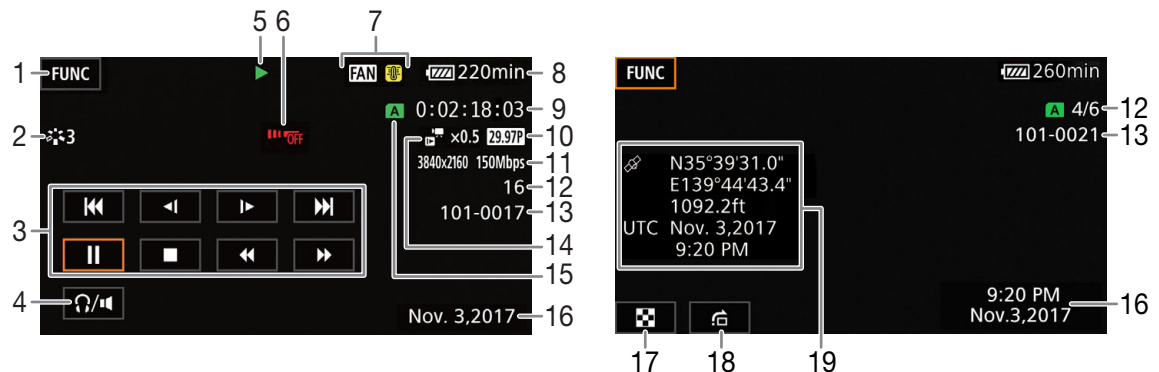 5 6 7
1 FUNC FAN 220min 8
A 0:02:18:03 9
2 3 OFF ×0.5 29.97P 10
3840x2160 150Mbps 11
16 12
3 101-0017 13
14
15
4
Nov. 3,2017 16
FUNC 260min
A 4/6 12
101-0021 13
N35°39'31.0"
E139°44'43.4"
1092.2ft
UTC Nov. 3,2017
9:20 PM
9:20 PM
Nov.3,2017 16
17 18 19